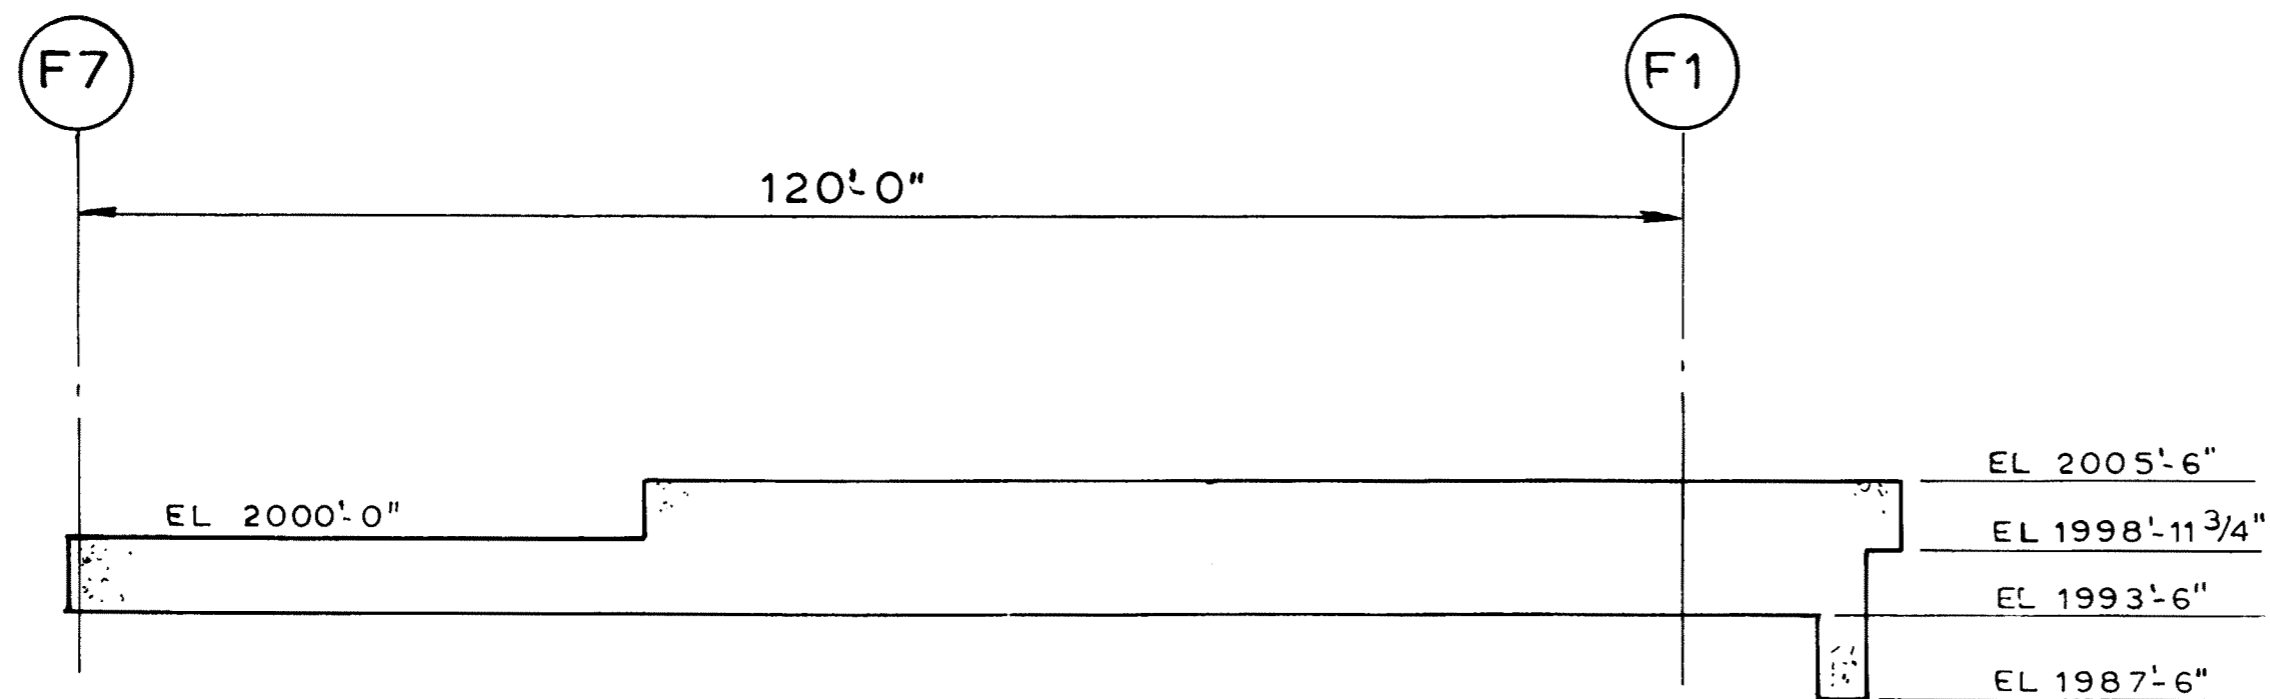 F7
F1
120'-0"
EL 2005'-6"
EL 2000'-0"
EL 1998'-11 3/4"
EL 1993'-6"
EL 1987'-6"